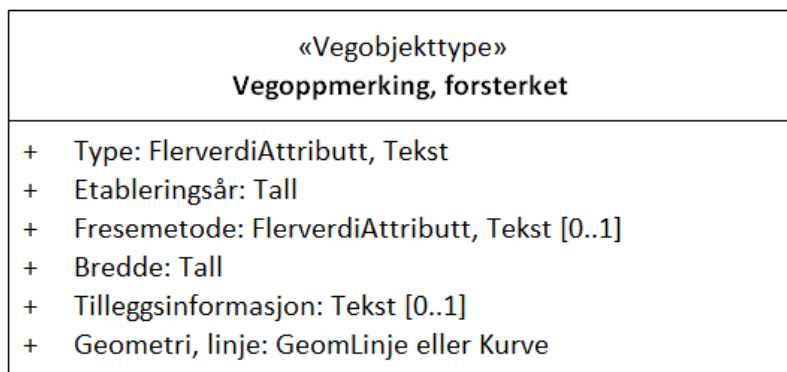 «Vegobjekttype»
Vegoppmerking, forsterket
+ Type: FlerverdiAttributt, Tekst
+ Etableringsår: Tall
+ Fresemetode: FlerverdiAttributt, Tekst [0..1]
+ Bredde: Tall
+ Tilleggsinformasjon: Tekst [0..1]
+ Geometri, linje: GeomLinje eller Kurve